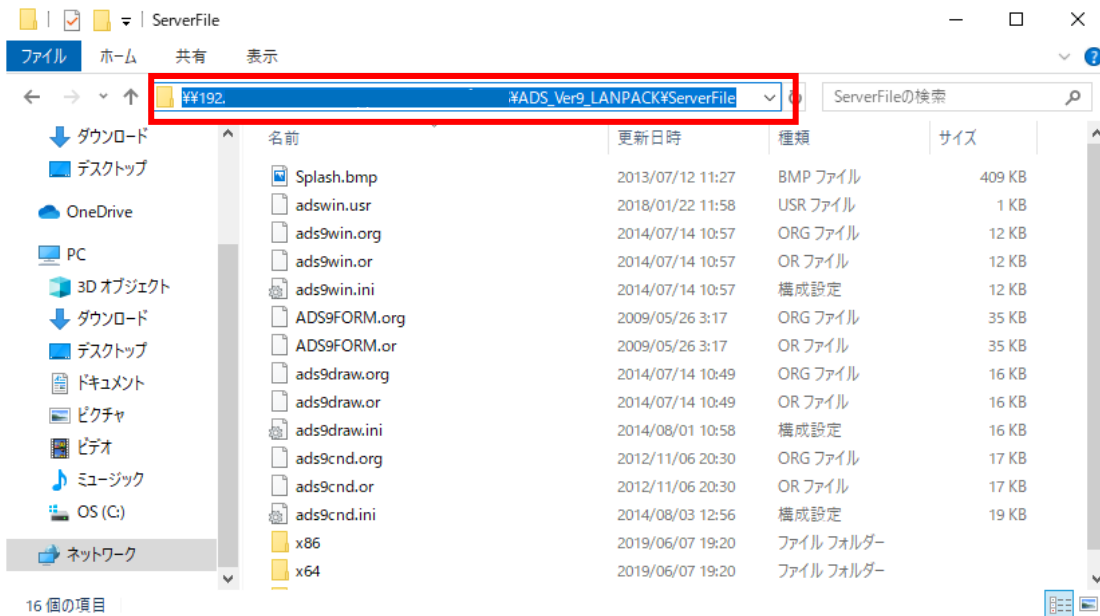 ServerFile
ファイル ホーム 共有 表示
¥¥192. ¥ADS_Ver9_LANPACK¥ServerFile
ServerFileの検索
ダウンロード
デスクトップ
OneDrive
PC
3D オブジェクト
ダウンロード
デスクトップ
ドキュメント
ピクチャ
ビデオ
ミュージック
OS (C:)
ネットワーク
名前 更新日時 種類 サイズ
Splash.bmp 2013/07/12 11:27 BMP ファイル 409 KB
adswin.usr 2018/01/22 11:58 USR ファイル 1 KB
ads9win.org 2014/07/14 10:57 ORG ファイル 12 KB
ads9win.or 2014/07/14 10:57 OR ファイル 12 KB
ads9win.ini 2014/07/14 10:57 構成設定 12 KB
ADS9FORM.org 2009/05/26 3:17 ORG ファイル 35 KB
ADS9FORM.or 2009/05/26 3:17 OR ファイル 35 KB
ads9draw.org 2014/07/14 10:49 ORG ファイル 16 KB
ads9draw.or 2014/07/14 10:49 OR ファイル 16 KB
ads9draw.ini 2014/08/01 10:58 構成設定 16 KB
ads9cnd.org 2012/11/06 20:30 ORG ファイル 17 KB
ads9cnd.or 2012/11/06 20:30 OR ファイル 17 KB
ads9cnd.ini 2014/08/03 12:56 構成設定 19 KB
x86 2019/06/07 19:20 ファイル フォルダー
x64 2019/06/07 19:20 ファイル フォルダー
16 個の項目